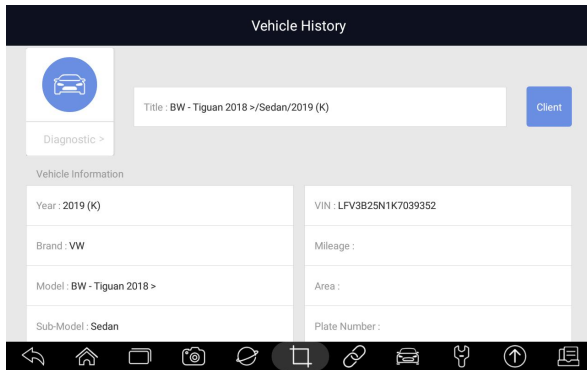 Vehicle History
Title : BW - Tiguan 2018 >/Sedan/2019 (K)
Client
Diagnostic >
Vehicle Information
Year : 2019 (K)
VIN : LFV3B25N1K7039352
Brand : VW
Mileage :
Model : BW - Tiguan 2018 >
Area :
Sub-Model : Sedan
Plate Number :